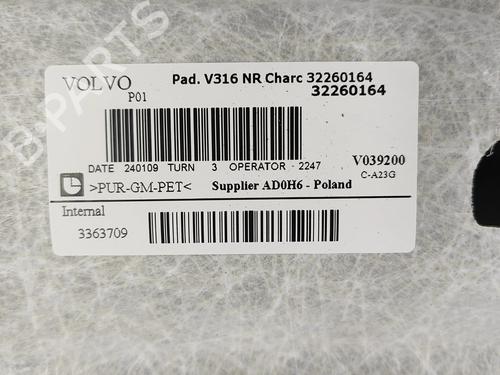 VOLVO
Pad. V316 NR Charc 32260164
P01
32260164
DATE 240109 TURN 3 OPERATOR - 2247
V039200
>PUR-GM-PET< Supplier AD0H6 - Poland
C-A23G
Internal
3363709
B-PARTS